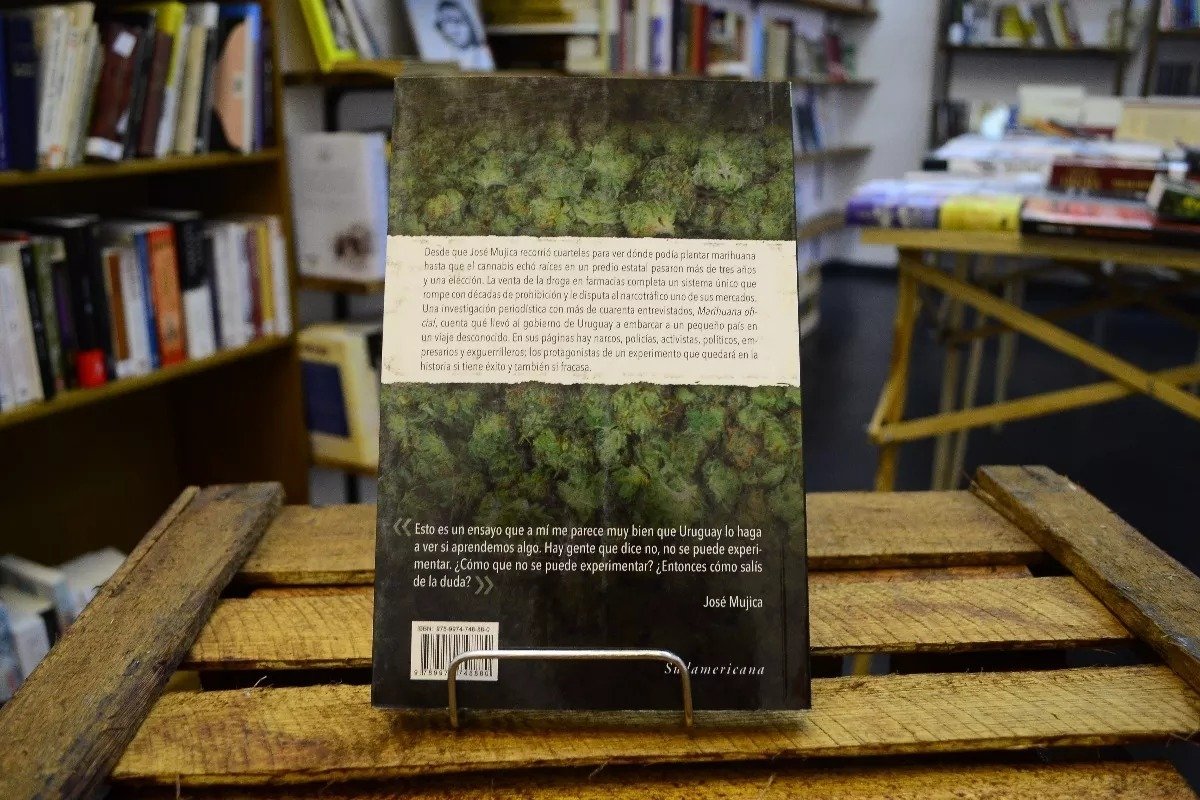 Desde que José Mujica recorrió cuarteles para ver dónde podía plantar marihuana
hasta que el cannabis echó raíces en un predio estatal pasaron más de tres años
y una elección. La venta de la droga en farmacias completa un sistema único que
rompe con décadas de prohibición y le disputa al narcotráfico uno de sus mercados.
Una investigación periodística con más de cuarenta entrevistados, Marihuana ofi-
cial, cuenta qué llevó al gobierno de Uruguay a embarcar a un pequeño país en
un viaje desconocido. En sus páginas hay narcos, policías, activistas, políticos, em-
presarios y exguerrilleros; los protagonistas de un experimento que quedará en la
historia si tiene éxito y también si fracasa.
«Esto es un ensayo que a mí me parece muy bien que Uruguay lo haga
a ver si aprendemos algo. Hay gente que dice no, no se puede experi-
mentar. ¿Cómo que no se puede experimentar? ¿Entonces cómo salís
de la duda?»
José Mujica
ISBN: 978-9974-748-88-0
Sudamericana